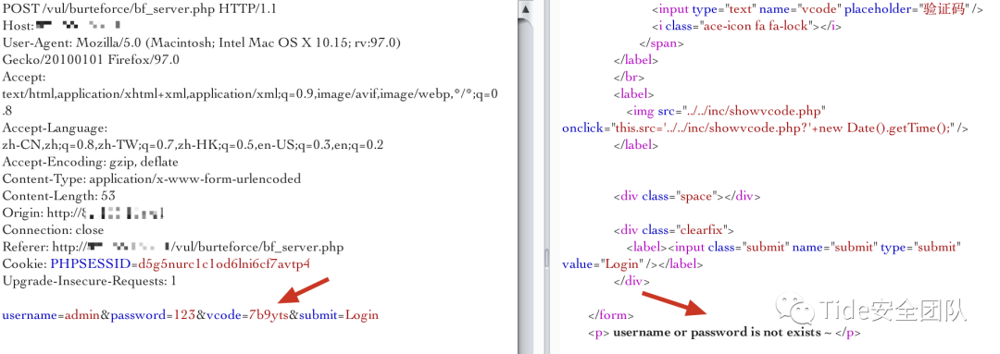 POST /vul/burteforce/bf_server.php HTTP/1.1
Host:
User-Agent: Mozilla/5.0 (Macintosh; Intel Mac OS X 10.15; rv:97.0)
Gecko/20100101 Firefox/97.0
Accept:
text/html,application/xhtml+xml,application/xml;q=0.9,image/avif,image/webp,*/*;q=0
.8
Accept-Language:
zh-CN,zh;q=0.8,zh-TW;q=0.7,zh-HK;q=0.5,en-US;q=0.3,en;q=0.2
Accept-Encoding: gzip, deflate
Content-Type: application/x-www-form-urlencoded
Content-Length: 53
Origin: http://
Connection: close
Referer: http:// /vul/burteforce/bf_server.php
Cookie: PHPSESSID=d5g5nurc1c1od6lni6cf7avtp4
Upgrade-Insecure-Requests: 1
username=admin&password=123&vcode=7b9yts&submit=Login
<input type="text" name="vcode" placeholder="验证码" />
<i class="ace-icon fa fa-lock"></i>
</span>
</label>
</br>
<label>
<img src="../../inc/showvcode.php"
onclick="this.src='../../inc/showvcode.php?'+new Date().getTime();" />
</label>
<div class="space"></div>
<div class="clearfix">
<label><input class="submit" name="submit" type="submit"
value="Login" /></label>
</div>
</form>
<p> username or password is not exists ~ </p>
Tide安全团队